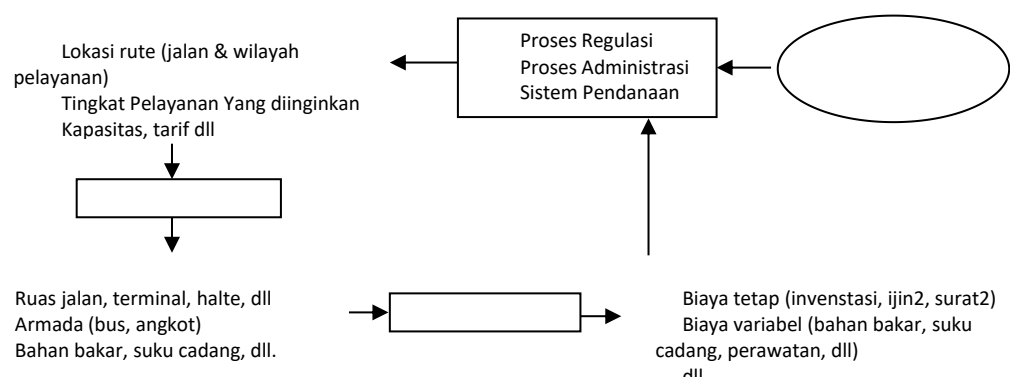 Lokasi rute (jalan & wilayah
pelayanan)
Tingkat Pelayanan Yang diinginkan
Kapasitas, tarif dll
Proses Regulasi
Proses Administrasi
Sistem Pendanaan
Ruas jalan, terminal, halte, dll
Armada (bus, angkot)
Bahan bakar, suku cadang, dll.
Biaya tetap (invenstasi, ijin2, surat2)
Biaya variabel (bahan bakar, suku
cadang, perawatan, dll)
dll